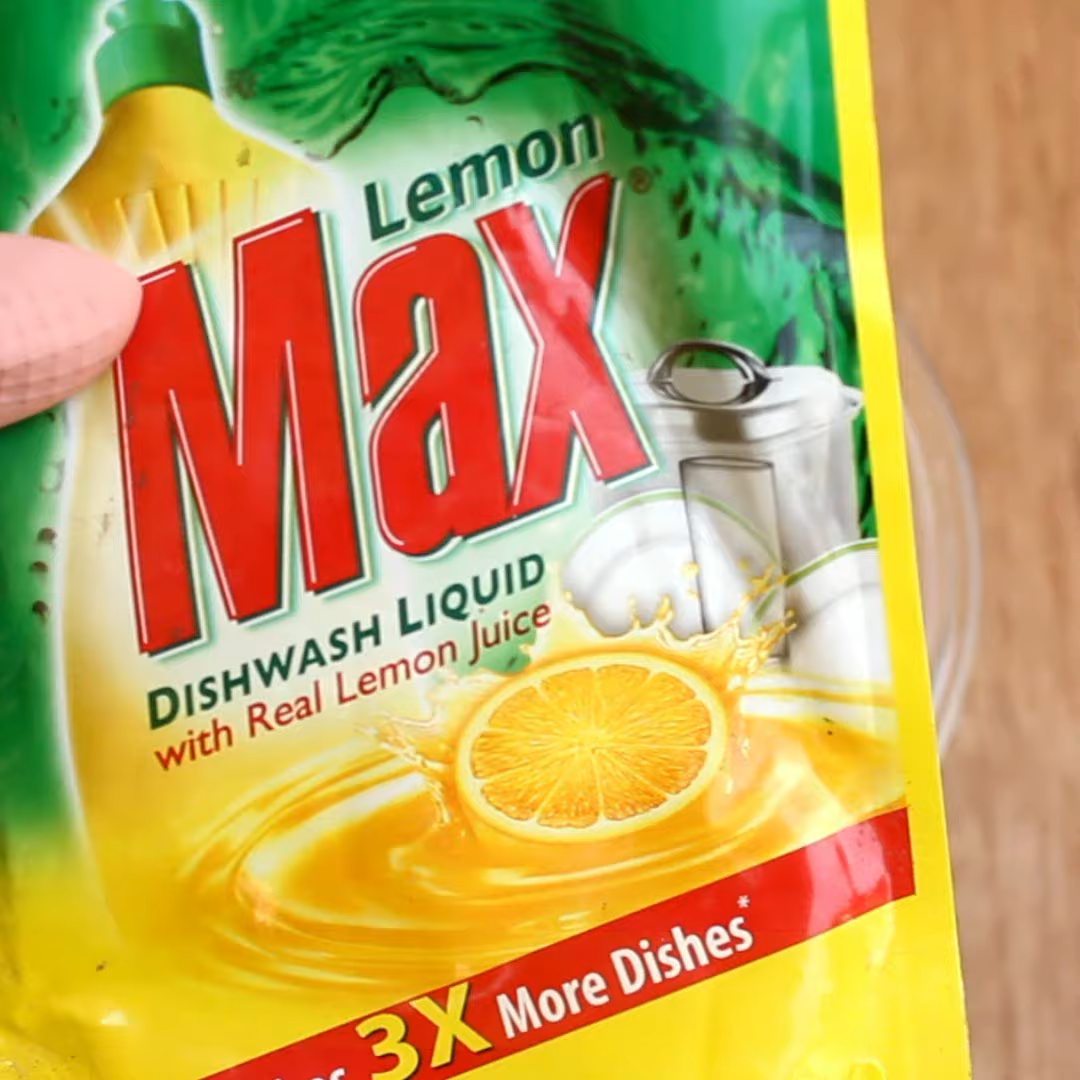 Lemon
Max®
DISHWASH LIQUID
with Real Lemon Juice
3X More Dishes*